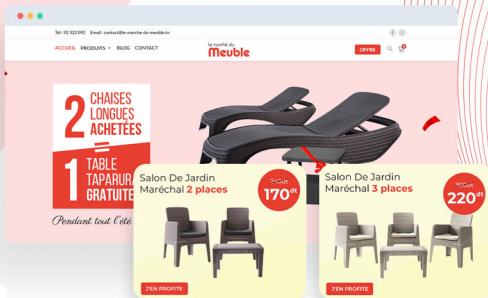 Tél : 92 322 092 Email : contact@le-marche-du-meuble.tn
ACCUEIL PRODUITS BLOG CONTACT
le marché du
Meuble
OFFRE
2 CHAISES
LONGUES
ACHETÉES
=
1 TABLE
TAPARURA
GRATUITE
Pendant tout l'été
Salon De Jardin
Maréchal 2 places
170dt
J'EN PROFITE
Salon De Jardin
Maréchal 3 places
220dt
J'EN PROFITE